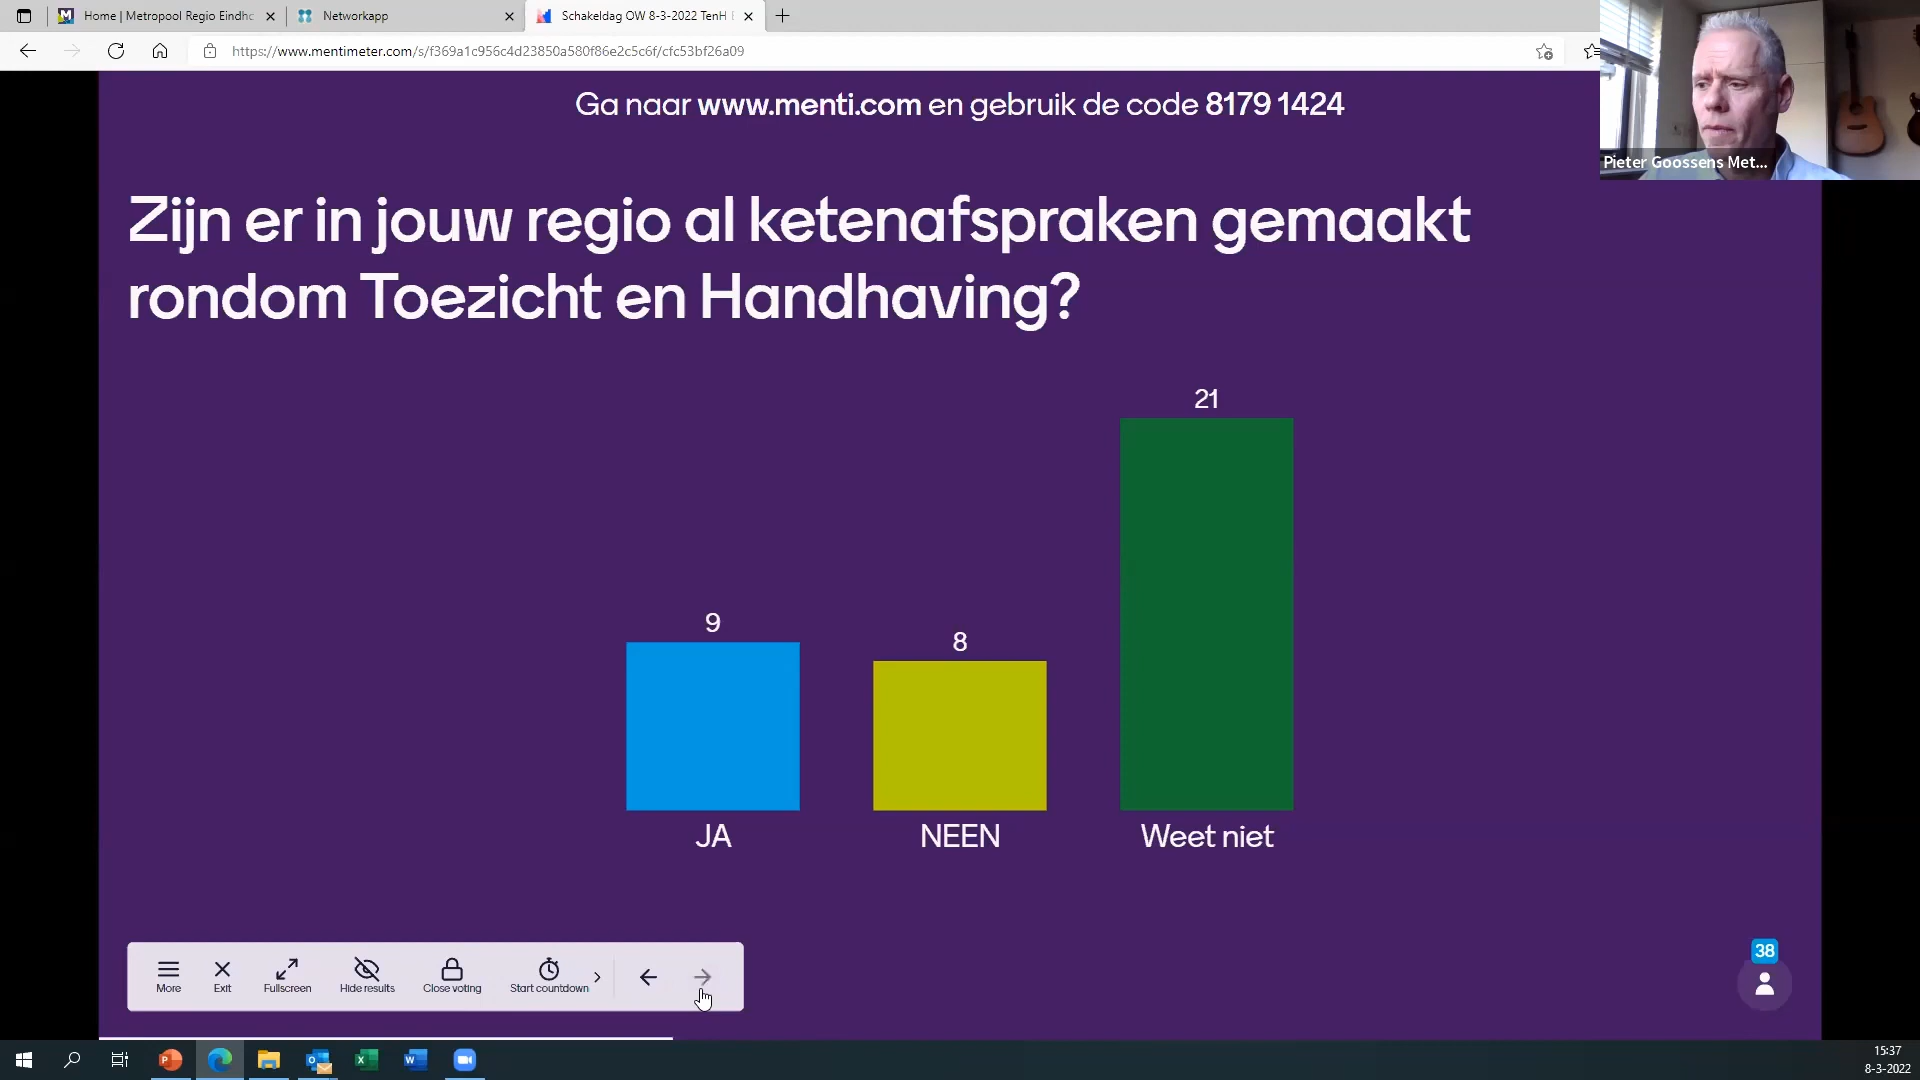 Home | Metropool Regio Eindho
Networkapp
Schakeldag OW 8-3-2022 TenH
https://www.mentimeter.com/s/f369a1c956c4d23850a580f86e2c5c6f/cfc53bf26a09
Ga naar www.menti.com en gebruik de code 8179 1424
Pieter Goossens Met...
Zijn er in jouw regio al ketenafspraken gemaakt
rondom Toezicht en Handhaving?
21
9
8
JA
NEEN
Weet niet
38
More
Exit
Fullscreen
Hide results
Close voting
Start countdown
15:37
8-3-2022